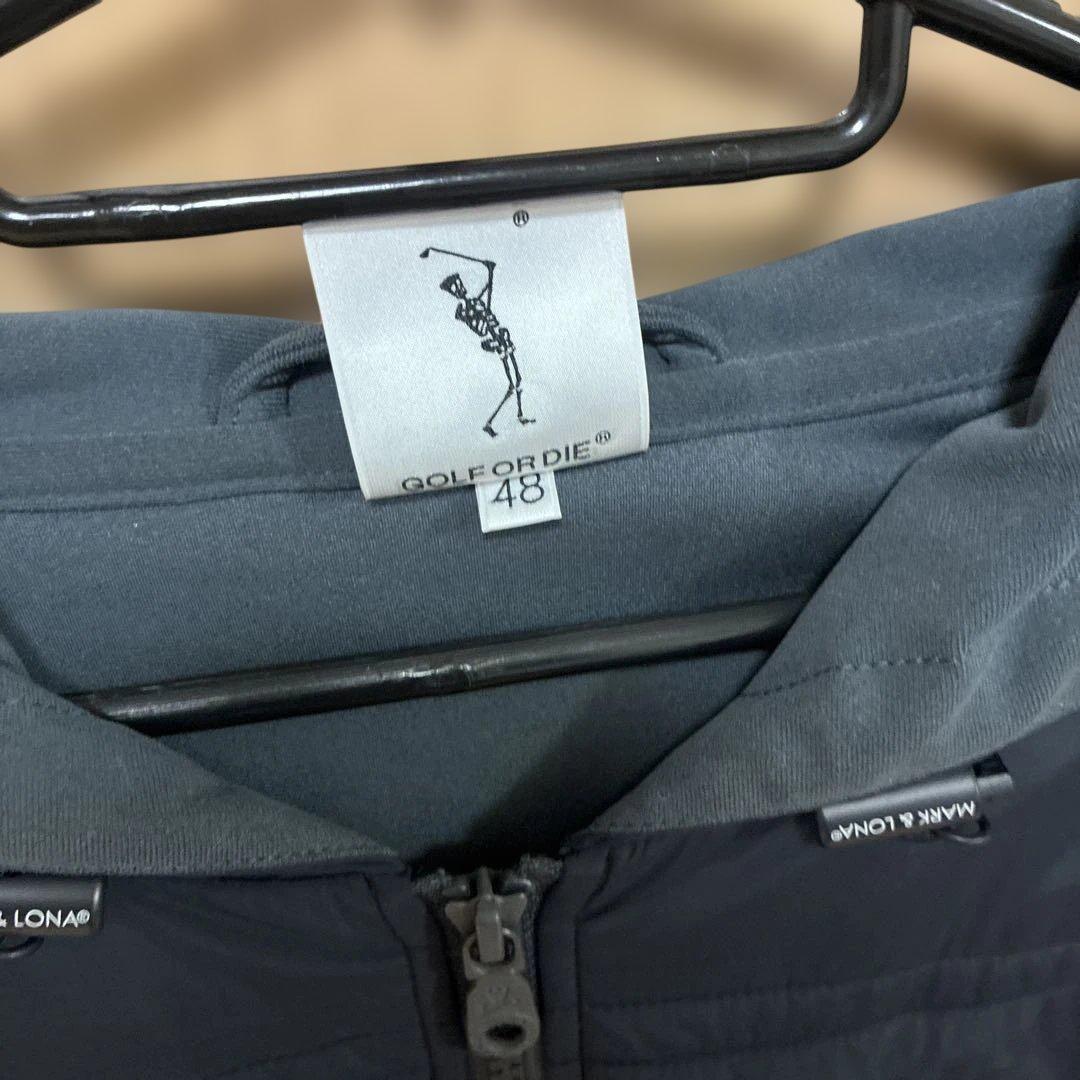 ®
GOLF OR DIE®
48
MARK & LONA®
& LONA®